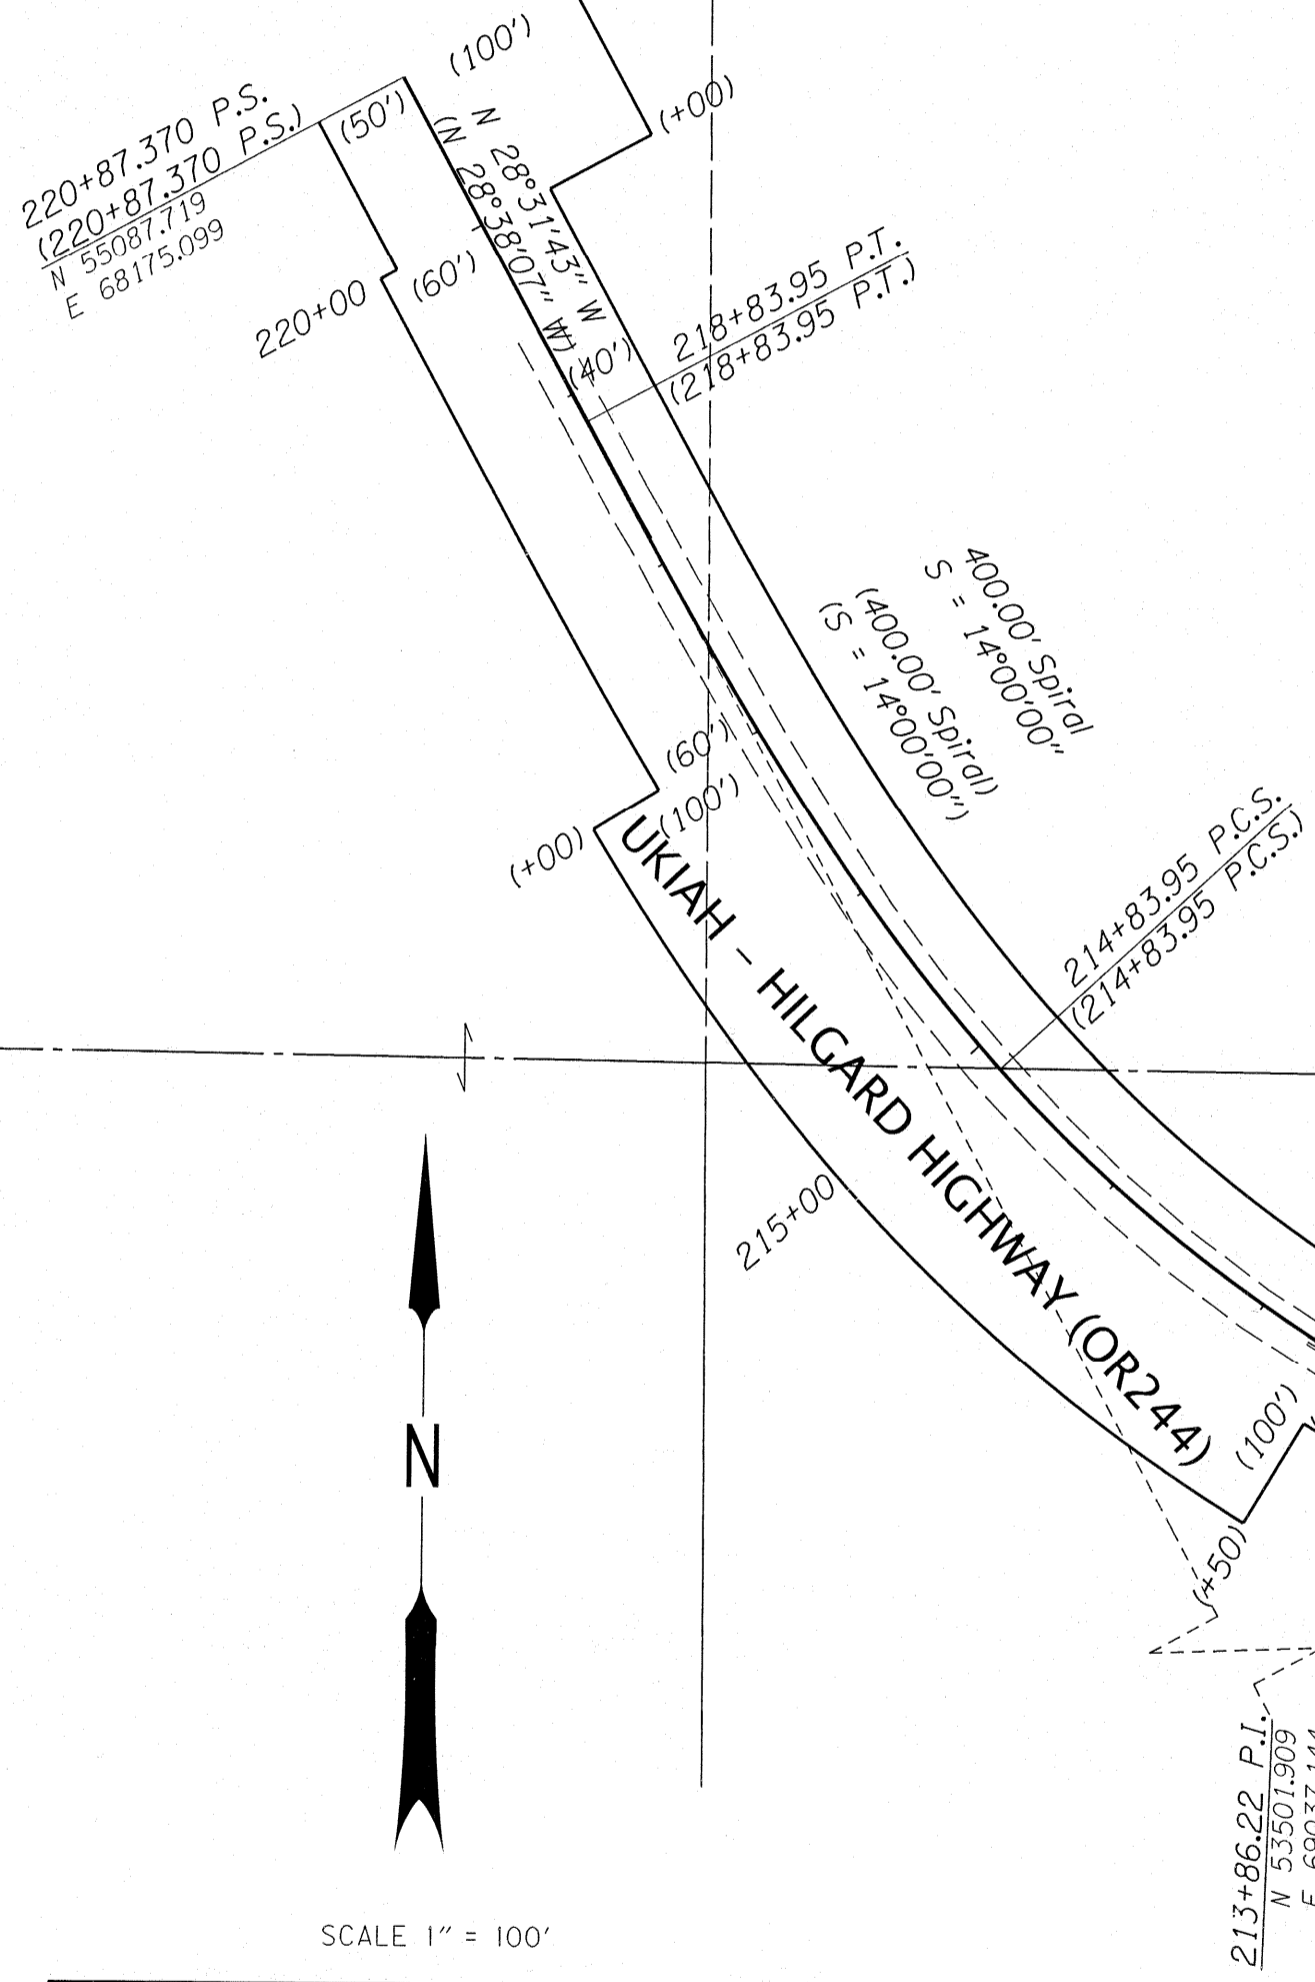 (100')
(+00)
220+87.370 P.S.
(220+87.370 P.S.)
N 55087.719
E 68175.099
(50')
N 28°31'43" W
(N 28°38'07" W)
(60')
220+00
(40')
218+83.95 P.T.
(218+83.95 P.T.)
400.00' Spiral
S = 14°00'00"
(400.00' Spiral)
(S = 14°00'00")
(60')
(100')
(+00)
UKIAH - HILGARD HIGHWAY (OR244)
214+83.95 P.C.S.
(214+83.95 P.C.S.)
215+00
(100')
(+50)
N
213+86.22 P.I.
N 53501.909
SCALE 1" = 100'